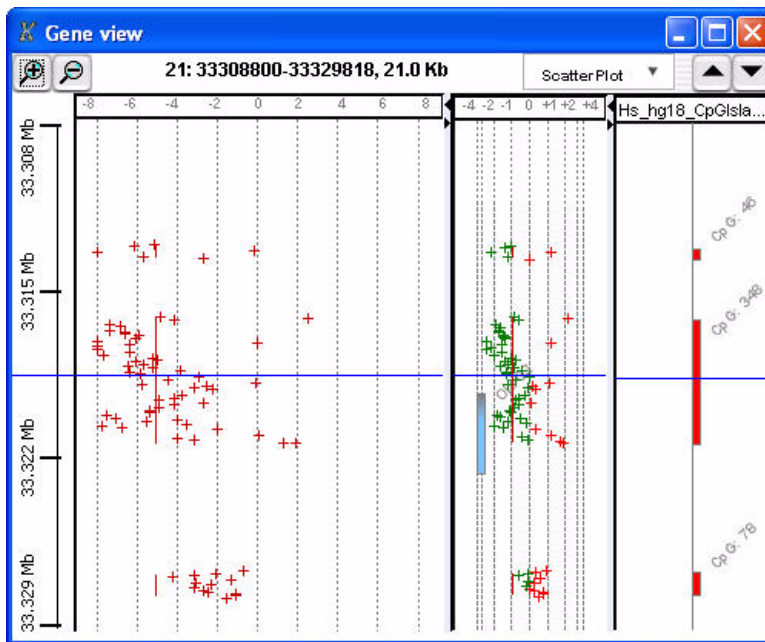 Gene view
21: 33308800-33329818, 21.0 Kb
ScatterPlot
-8 -6 -4 -2 0 2 4 6 8
-4 -2 -1 0 +1 +2 +4
Hs_hg18_CpGIsla...
33.308 Mb
33.315 Mb
33.322 Mb
33.329 Mb
CpG: 46
CpG: 348
CpG: 78